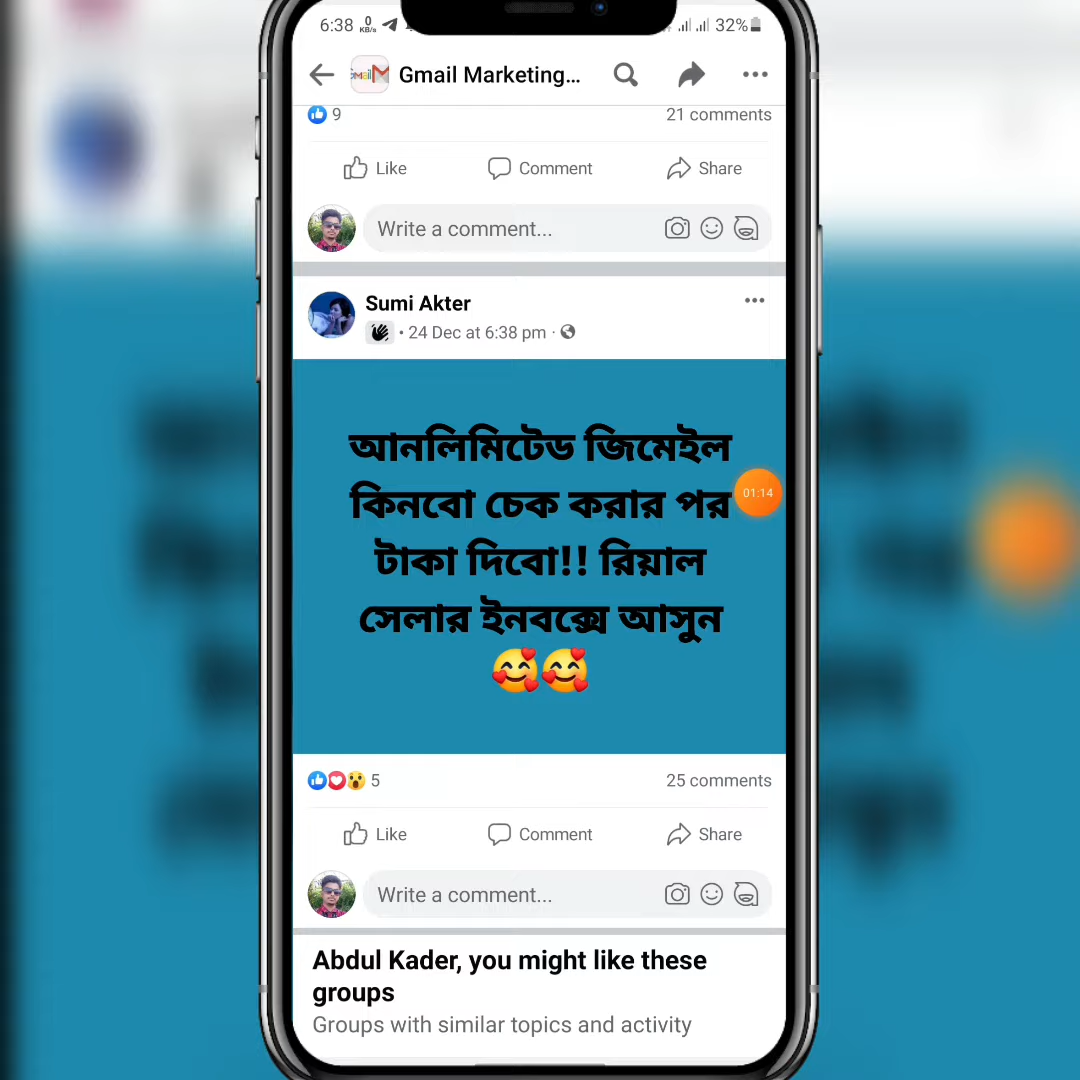 6:38 0 KB/s 32%
Gmail Marketing...
9 21 comments
Like Comment Share
Write a comment...
Sumi Akter
• 24 Dec at 6:38 pm ·
আনলিমিটেড জিমেইল
কিনবো চেক করার পর
টাকা দিবো!! রিয়াল
সেলার ইনবক্সে আসুন
🥰🥰
01:14
5 25 comments
Like Comment Share
Write a comment...
Abdul Kader, you might like these
groups
Groups with similar topics and activity